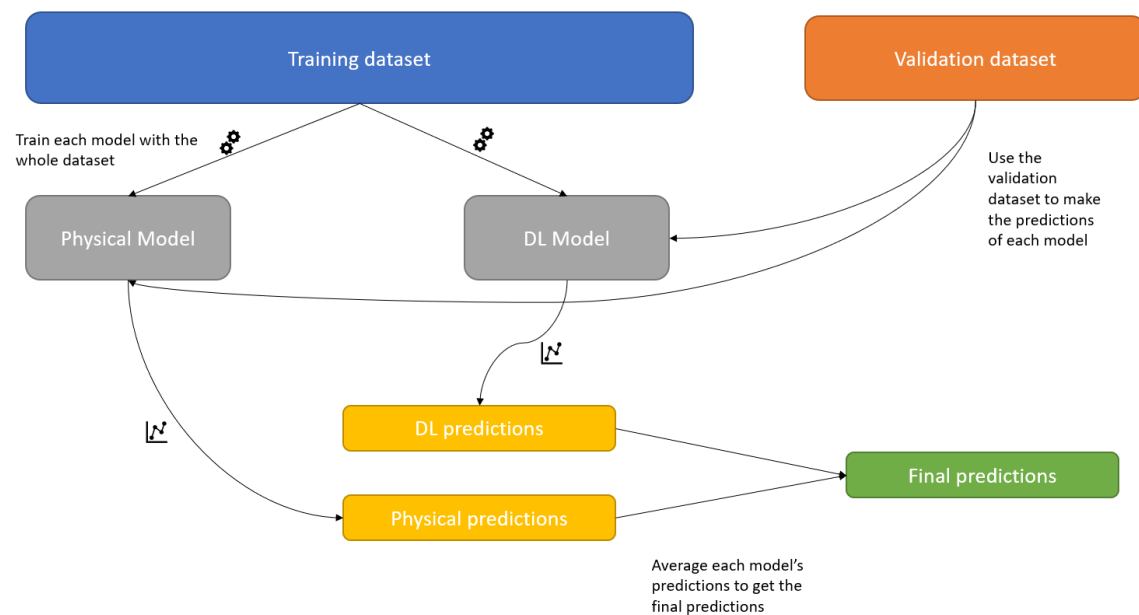 Training dataset
Validation dataset
Train each model with the
whole dataset
Use the
validation
dataset to make
the predictions
of each model
Physical Model
DL Model
DL predictions
Final predictions
Physical predictions
Average each model's
predictions to get the
final predictions